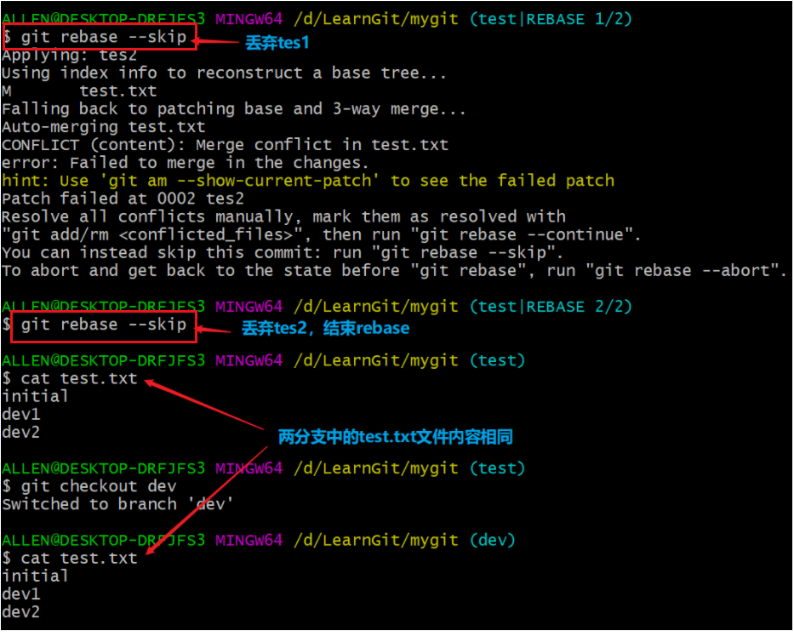 ALLEN@DESKTOP-DRFJFS3 MINGW64 /d/LearnGit/mygit (test|REBASE 1/2)
$ git rebase --skip 丢弃tes1
Applying: tes2
Using index info to reconstruct a base tree...
M test.txt
Falling back to patching base and 3-way merge...
Auto-merging test.txt
CONFLICT (content): Merge conflict in test.txt
error: Failed to merge in the changes.
hint: Use 'git am --show-current-patch' to see the failed patch
Patch failed at 0002 tes2
Resolve all conflicts manually, mark them as resolved with
"git add/rm <conflicted_files>", then run "git rebase --continue".
You can instead skip this commit: run "git rebase --skip".
To abort and get back to the state before "git rebase", run "git rebase --abort".
ALLEN@DESKTOP-DRFJFS3 MINGW64 /d/LearnGit/mygit (test|REBASE 2/2)
$ git rebase --skip 丢弃tes2，结束rebase
ALLEN@DESKTOP-DRFJFS3 MINGW64 /d/LearnGit/mygit (test)
$ cat test.txt
initial
dev1
dev2
两分支中的test.txt文件内容相同
ALLEN@DESKTOP-DRFJFS3 MINGW64 /d/LearnGit/mygit (test)
$ git checkout dev
Switched to branch 'dev'
ALLEN@DESKTOP-DRFJFS3 MINGW64 /d/LearnGit/mygit (dev)
$ cat test.txt
initial
dev1
dev2